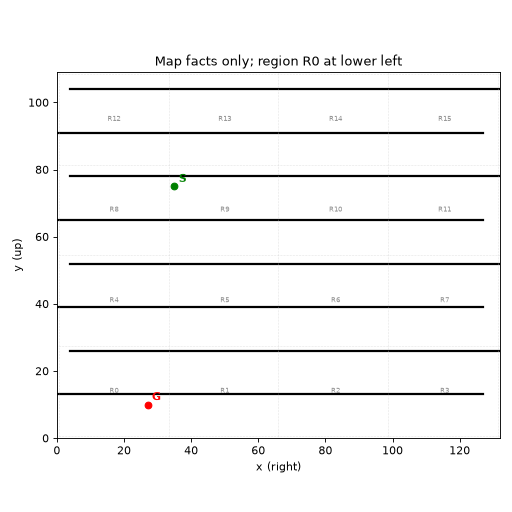 Map facts only; region R0 at lower left
100
R12 R13 R14 R15
80
S
R8 R9 R10 R11
60
40
R4 R5 R6 R7
20
R0 R1 R2 R3
G
0
0 20 40 60 80 100 120
x (right)
y (up)